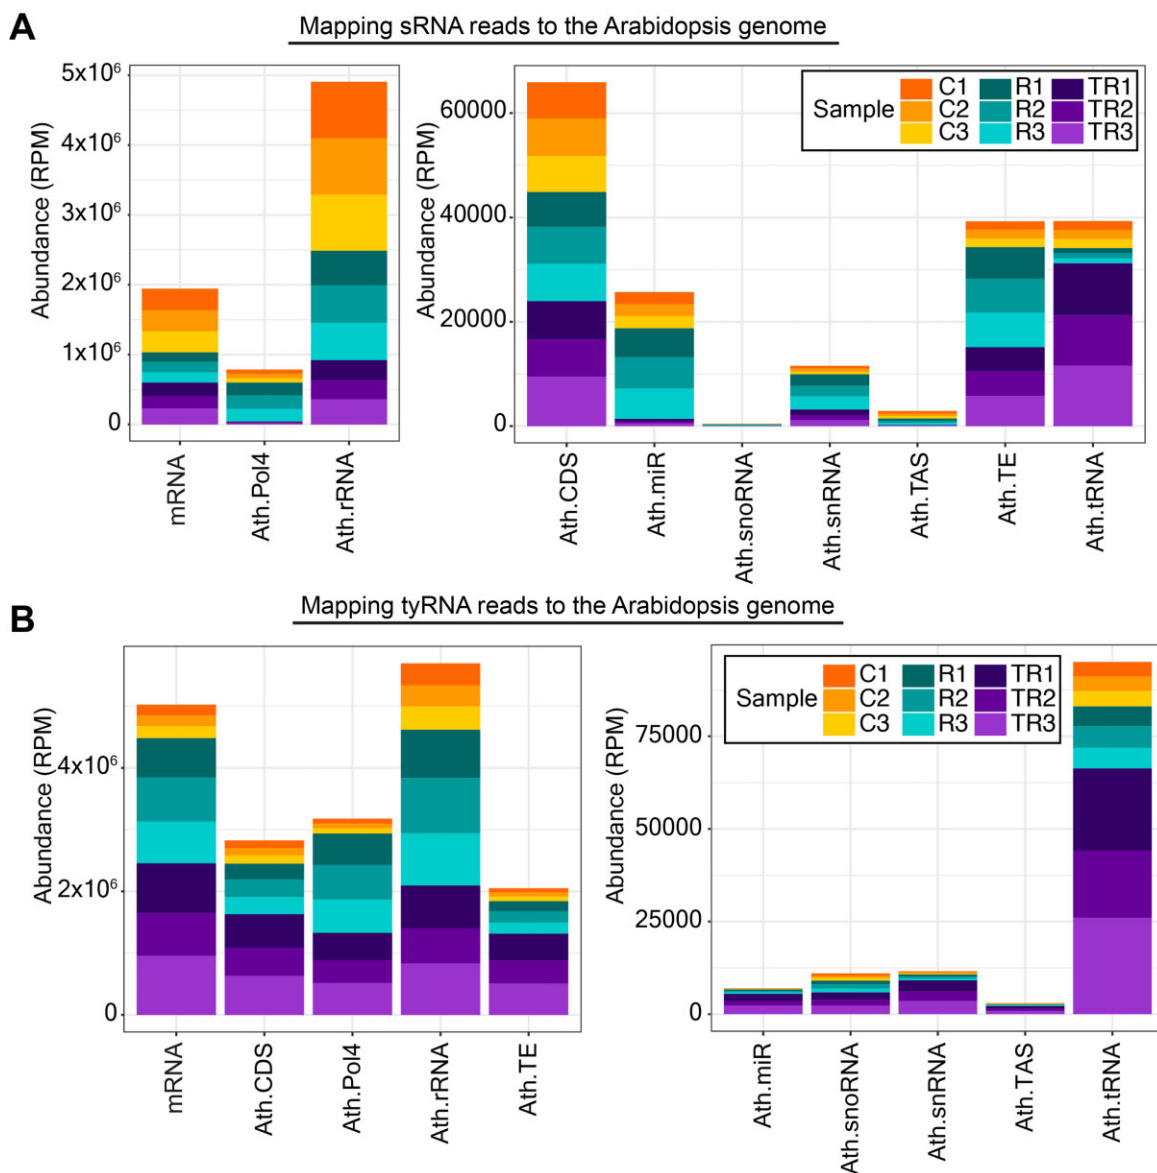 A
Mapping sRNA reads to the Arabidopsis genome
Abundance (RPM)
5x10⁶
4x10⁶
3x10⁶
2x10⁶
1x10⁶
0
mRNA
Ath.Pol4
Ath.rRNA
Abundance (RPM)
60000
40000
20000
0
Sample
C1 R1 TR1
C2 R2 TR2
C3 R3 TR3
Ath.CDS
Ath.miR
Ath.snoRNA
Ath.snRNA
Ath.TAS
Ath.TE
Ath.tRNA
B
Mapping tyRNA reads to the Arabidopsis genome
Abundance (RPM)
4x10⁶
2x10⁶
0
mRNA
Ath.CDS
Ath.Pol4
Ath.rRNA
Ath.TE
Abundance (RPM)
75000
50000
25000
0
Sample
C1 R1 TR1
C2 R2 TR2
C3 R3 TR3
Ath.miR
Ath.snoRNA
Ath.snRNA
Ath.TAS
Ath.tRNA